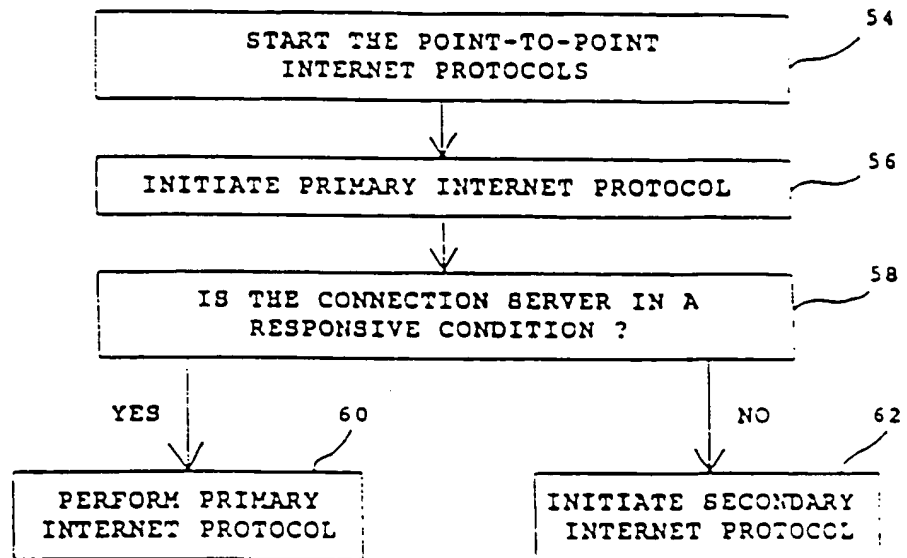 54
START THE POINT-TO-POINT
INTERNET PROTOCOLS
56
INITIATE PRIMARY INTERNET PROTOCOL
58
IS THE CONNECTION SERVER IN A
RESPONSIVE CONDITION ?
YES
60
NO
62
PERFORM PRIMARY
INTERNET PROTOCOL
INITIATE SECONDARY
INTERNET PROTOCOL